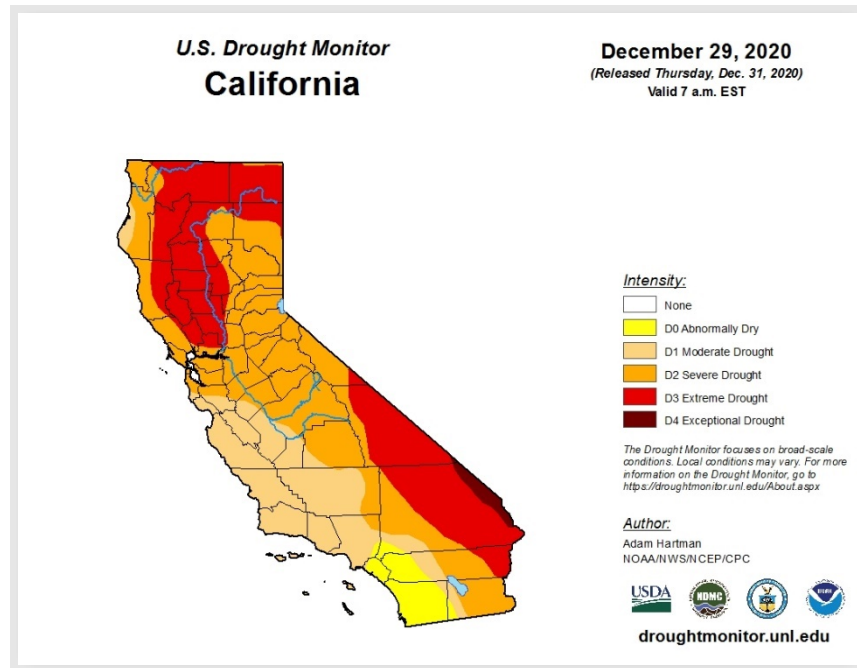 U.S. Drought Monitor
California
December 29, 2020
(Released Thursday, Dec. 31, 2020)
Valid 7 a.m. EST
Intensity:
None
D0 Abnormally Dry
D1 Moderate Drought
D2 Severe Drought
D3 Extreme Drought
D4 Exceptional Drought
The Drought Monitor focuses on broad-scale
conditions. Local conditions may vary. For more
information on the Drought Monitor, go to
https://droughtmonitor.unl.edu/About.aspx
Author:
Adam Hartman
NOAA/NWS/NCEP/CPC
USDA
NDMC
droughtmonitor.unl.edu